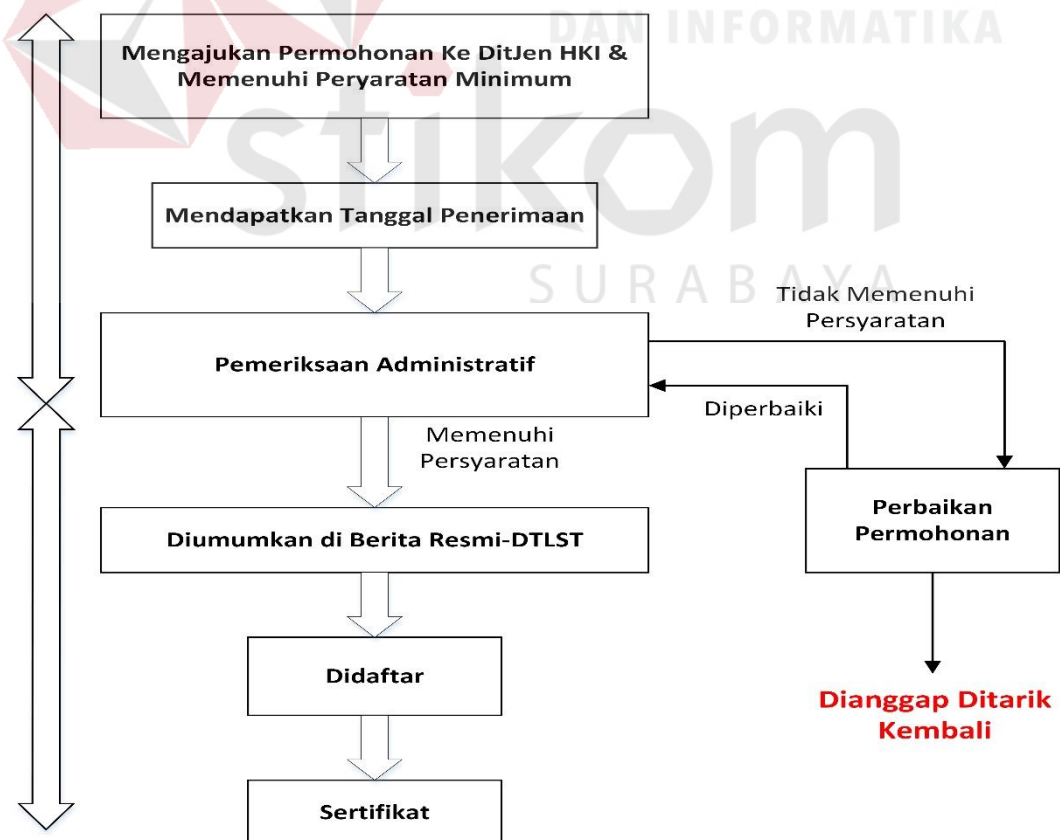 DAN INFORMATIKA
Mengajukan Permohonan Ke DitJen HKI &
Memenuhi Peryaratan Minimum
stikom
Mendapatkan Tanggal Penerimaan
SURABAYA
Tidak Memenuhi
Persyaratan
Pemeriksaan Administratif
Diperbaiki
Memenuhi
Persyaratan
Perbaikan
Permohonan
Diumumkan di Berita Resmi-DTLST
Didaftar
Dianggap Ditarik
Kembali
Sertifikat